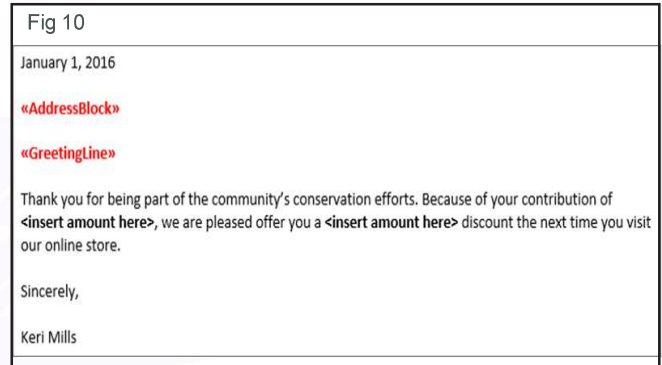 Fig 10
January 1, 2016
«AddressBlock»
«GreetingLine»
Thank you for being part of the community's conservation efforts. Because of your contribution of
<insert amount here>, we are pleased offer you a <insert amount here> discount the next time you visit
our online store.
Sincerely,
Keri Mills